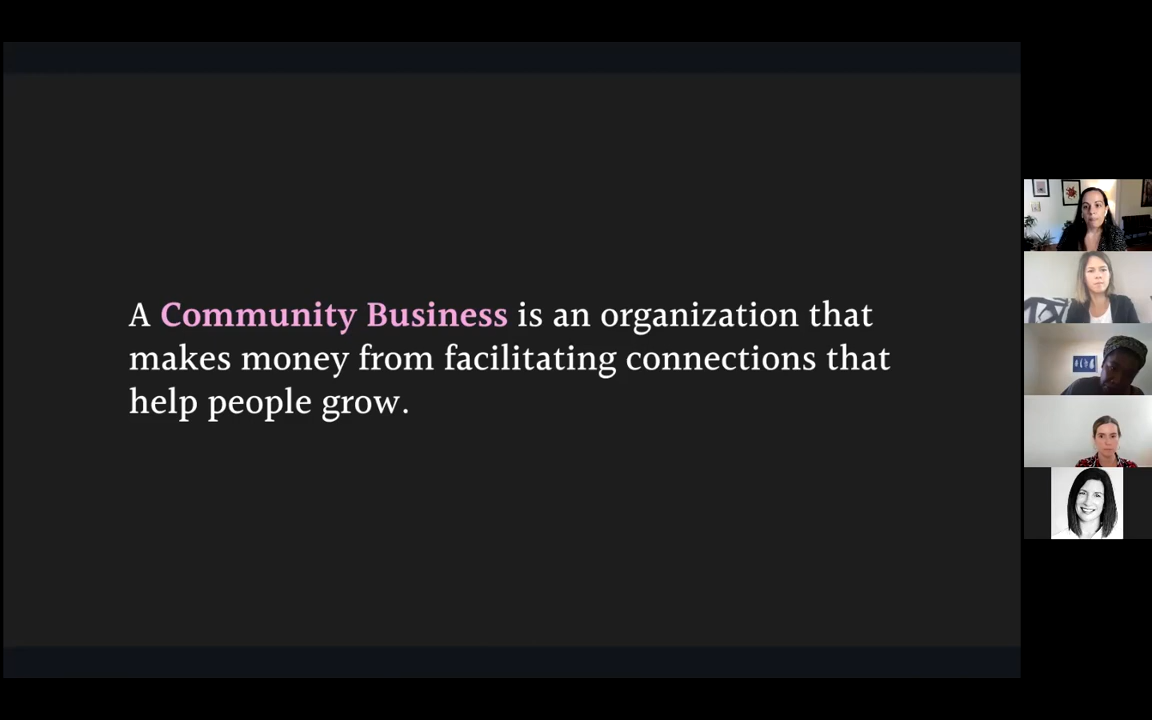 A Community Business is an organization that
makes money from facilitating connections that
help people grow.